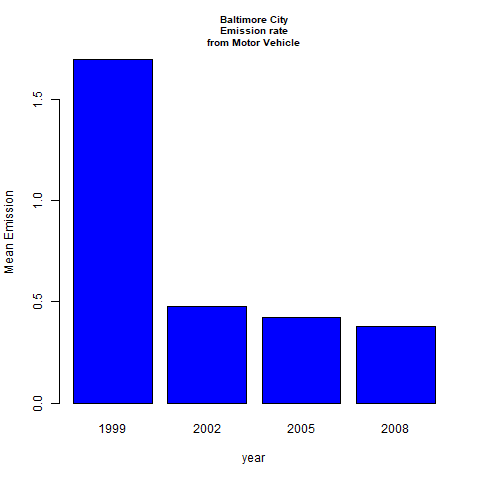 Baltimore City
Emission rate
from Motor Vehicle
Mean Emission
1.5
1.0
0.5
0.0
1999 2002 2005 2008
year